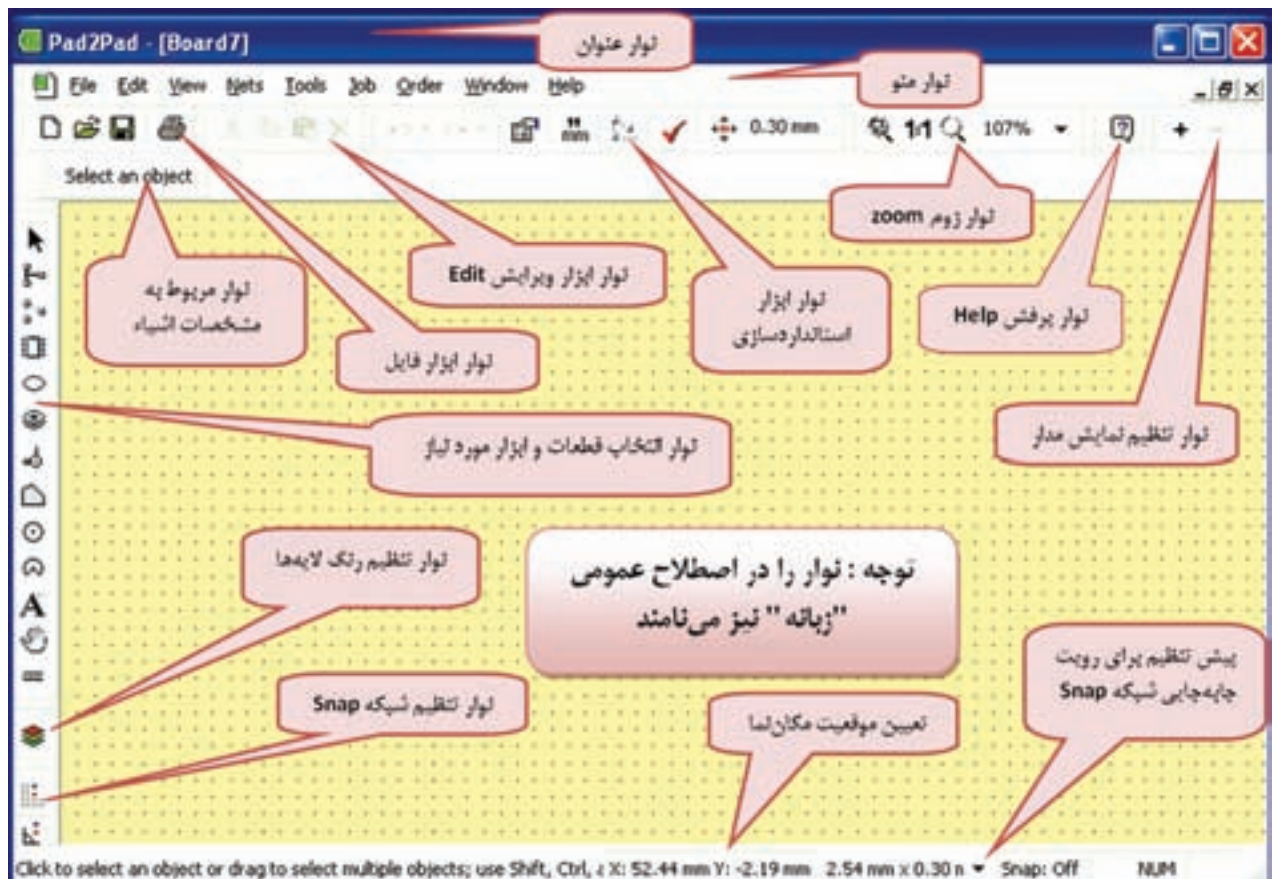 Pad2Pad - [Board7]
نوار عنوان
File Edit View Nets Tools Job Order Window Help
نوار منو
0.30 mm
1:1
107%
Select an object
نوار زوم zoom
نوار ابزار ویرایش Edit
نوار مربوط به
مشخصات اشیاء
نوار ابزار
استانداردسازی
نوار پرفش Help
نوار ابزار فایل
نوار تنظیم نمایش مدار
نوار انتخاب قطعات و ابزار مورد نیاز
نوار تنظیم رنگ لایه‌ها
توجه : نوار را در اصطلاح عمومی
"زبانه" نیز می‌نامند
پیش تنظیم برای رویت
جابه‌جایی شبکه Snap
نوار تنظیم شبکه Snap
تعیین موقعیت مکان‌نما
Click to select an object or drag to select multiple objects; use Shift, Ctrl, a X: 52.44 mm Y: -2.19 mm 2.54 mm x 0.30 n Snap: Off NUM